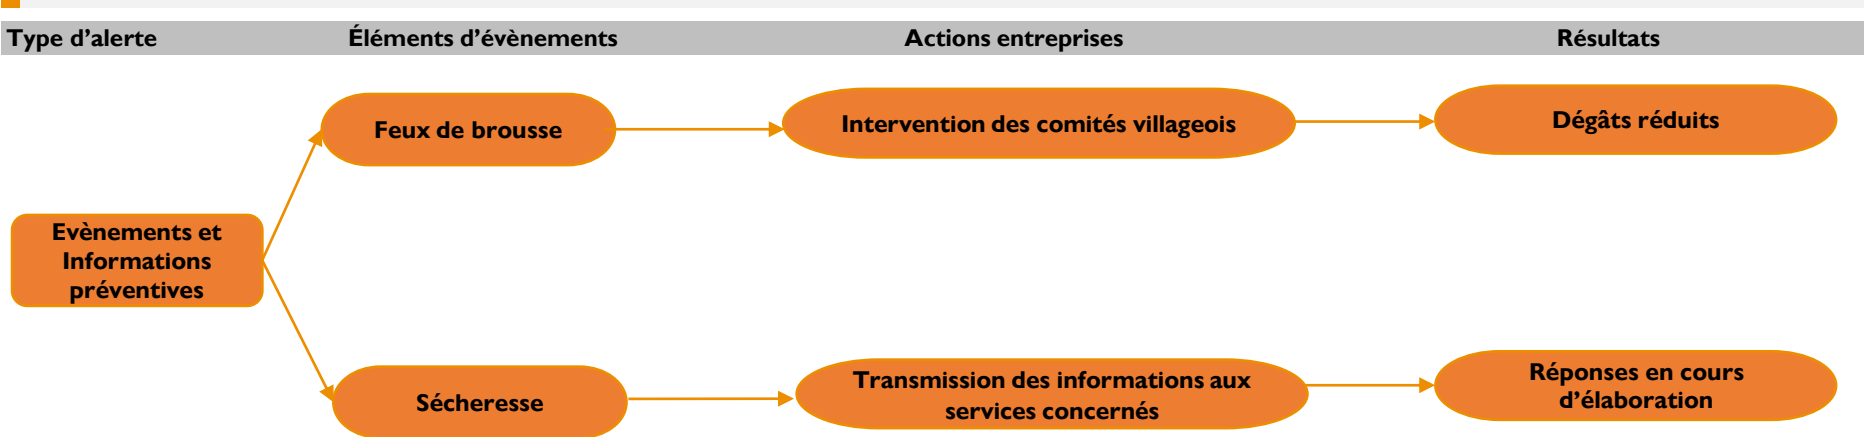 Type d’alerte Éléments d’évènements Actions entreprises Résultats
Feux de brousse
Intervention des comités villageois
Dégâts réduits
Evènements et
Informations
préventives
Sécheresse
Transmission des informations aux
services concernés
Réponses en cours
d’élaboration